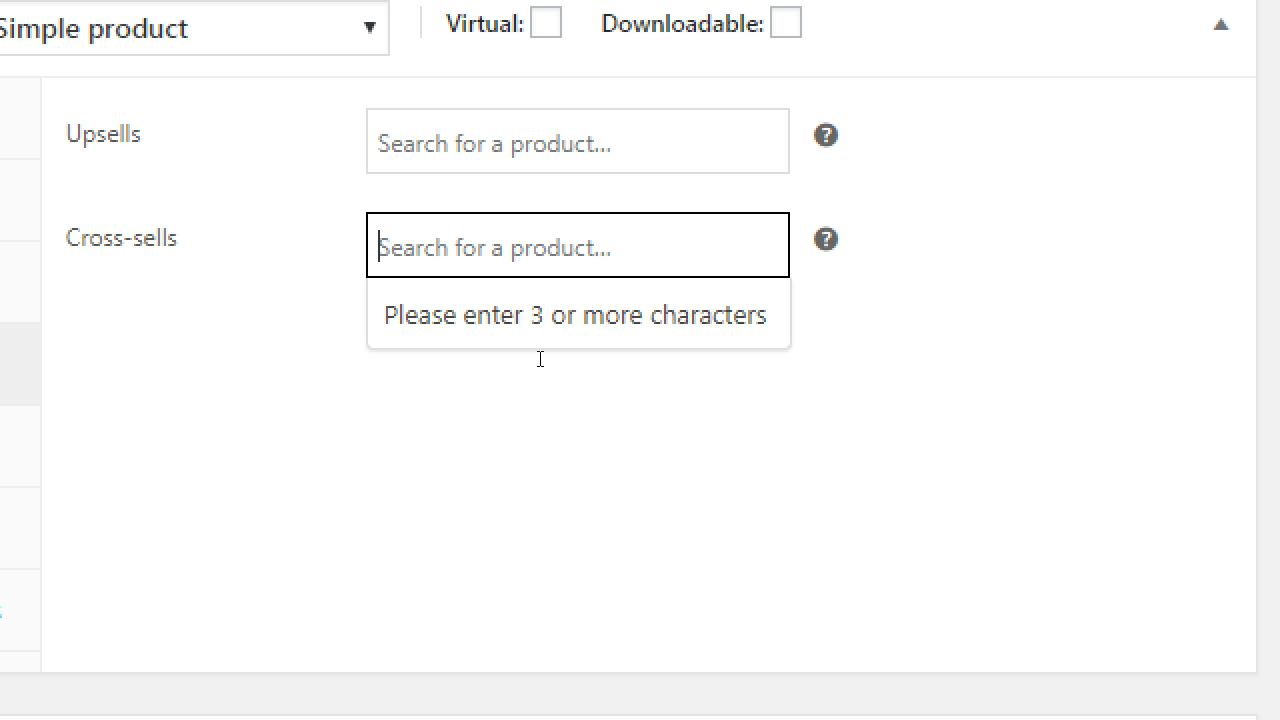 Simple product
Virtual:
Downloadable:
Upsells
Search for a product...
Cross-sells
Search for a product...
Please enter 3 or more characters